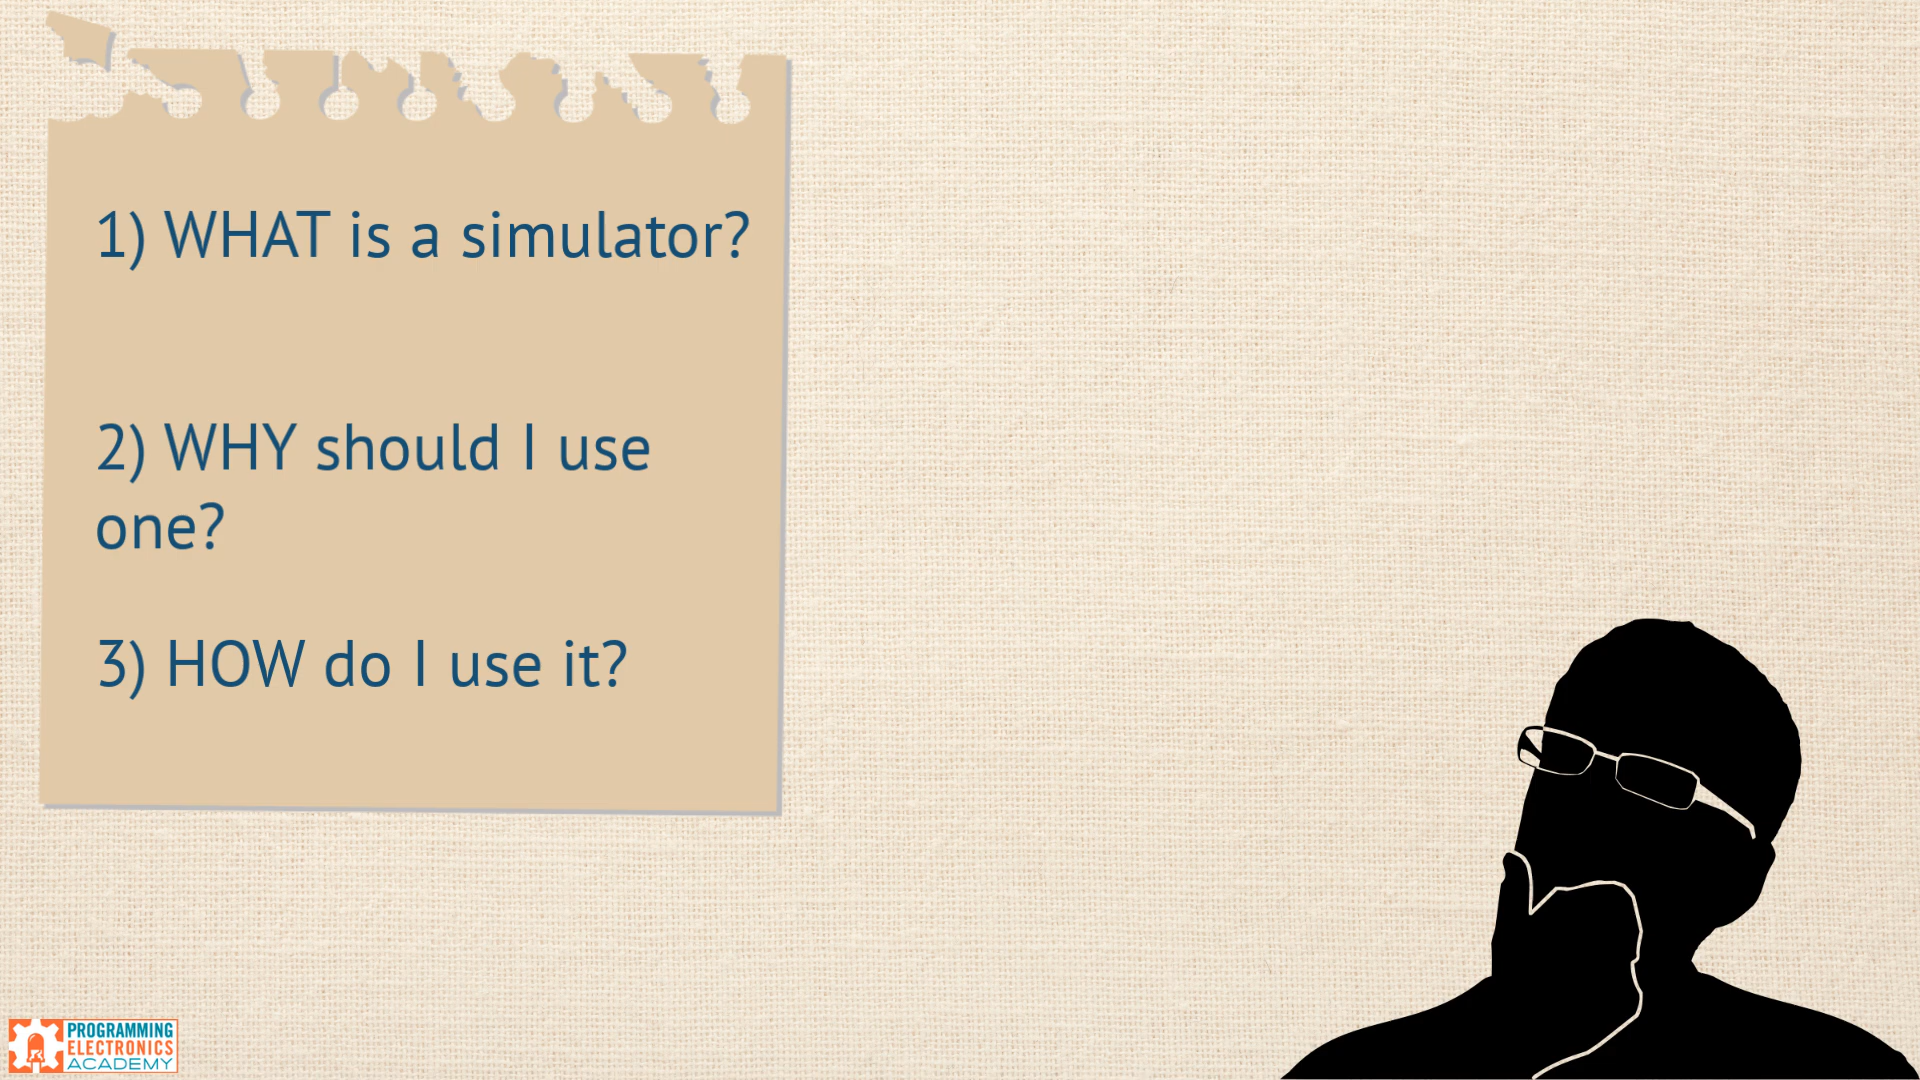 1) WHAT is a simulator?
2) WHY should I use
one?
3) HOW do I use it?
PROGRAMMING
ELECTRONICS
ACADEMY